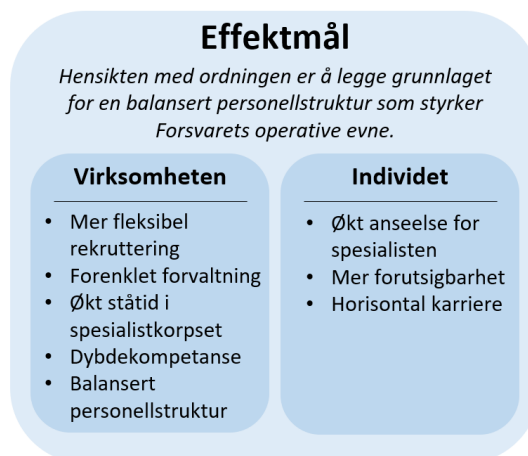 Effektmål
Hensikten med ordningen er å legge grunnlaget
for en balansert personellstruktur som styrker
Forsvarets operative evne.
Virksomheten
• Mer fleksibel
rekruttering
• Forenklet forvaltning
• Økt ståtid i
spesialistkorpset
• Dybdekompetanse
• Balansert
personellstruktur
Individet
• Økt anseelse for
spesialisten
• Mer forutsigbarhet
• Horisontal karriere